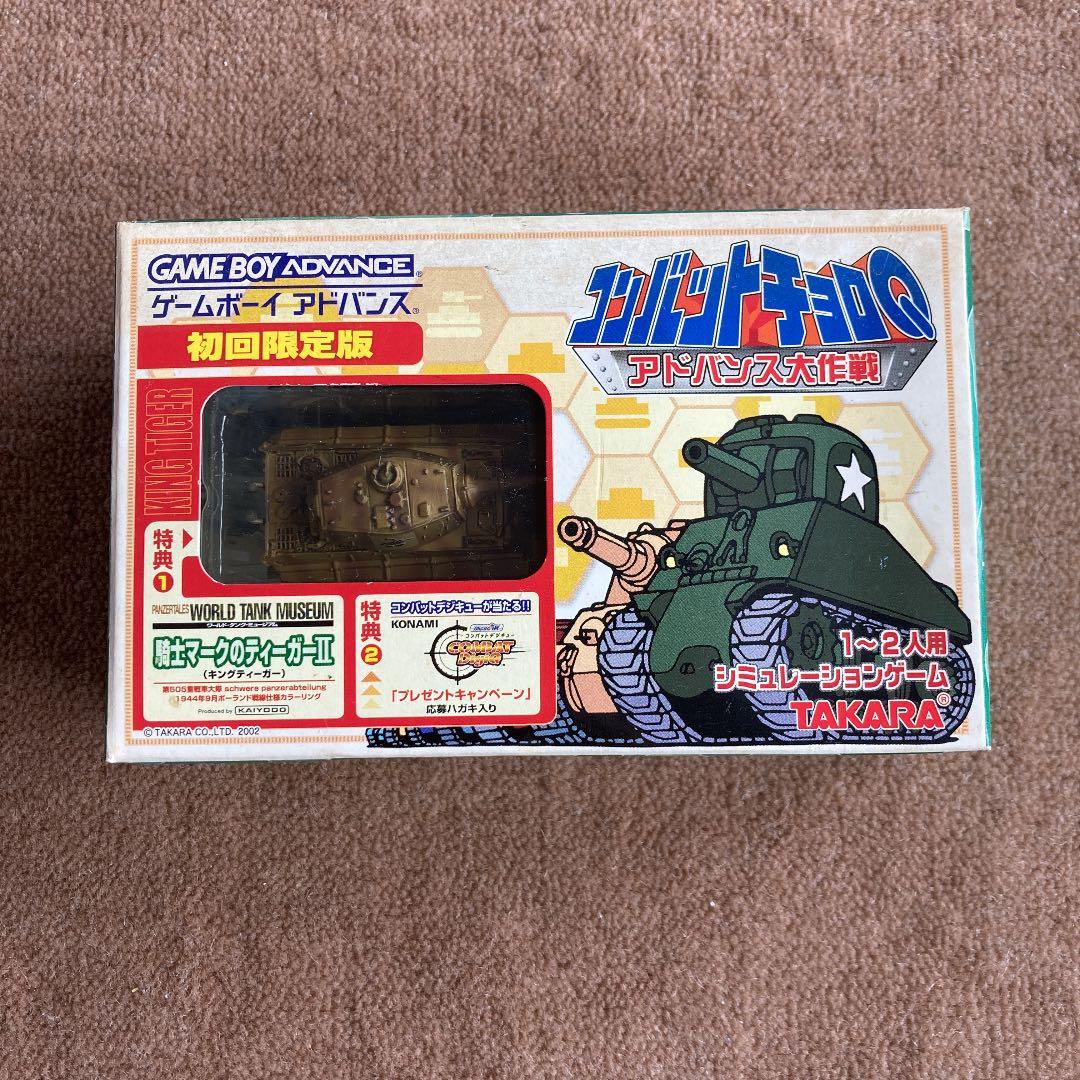 GAME BOY ADVANCE
ゲームボーイ アドバンス
初回限定版
コンバットチョロQ
アドバンス大作戦
KING TIGER
特典1
PANZERTALES WORLD TANK MUSEUM
ワールド・タンク・ミュージアム
騎士マークのティーガーII
(キングティーガー)
第505重戦車大隊 schwere panzerabteilung
1944年9月ポーランド戦線仕様カラーリング
Produced by KAIYODO
特典2
コンバットデジキューが当たる!!
KONAMI
コンバットデジキュー
COMBAT DigiQ
「プレゼントキャンペーン」
応募ハガキ入り
1〜2人用
シミュレーションゲーム
TAKARA®
© TAKARA CO.,LTD. 2002